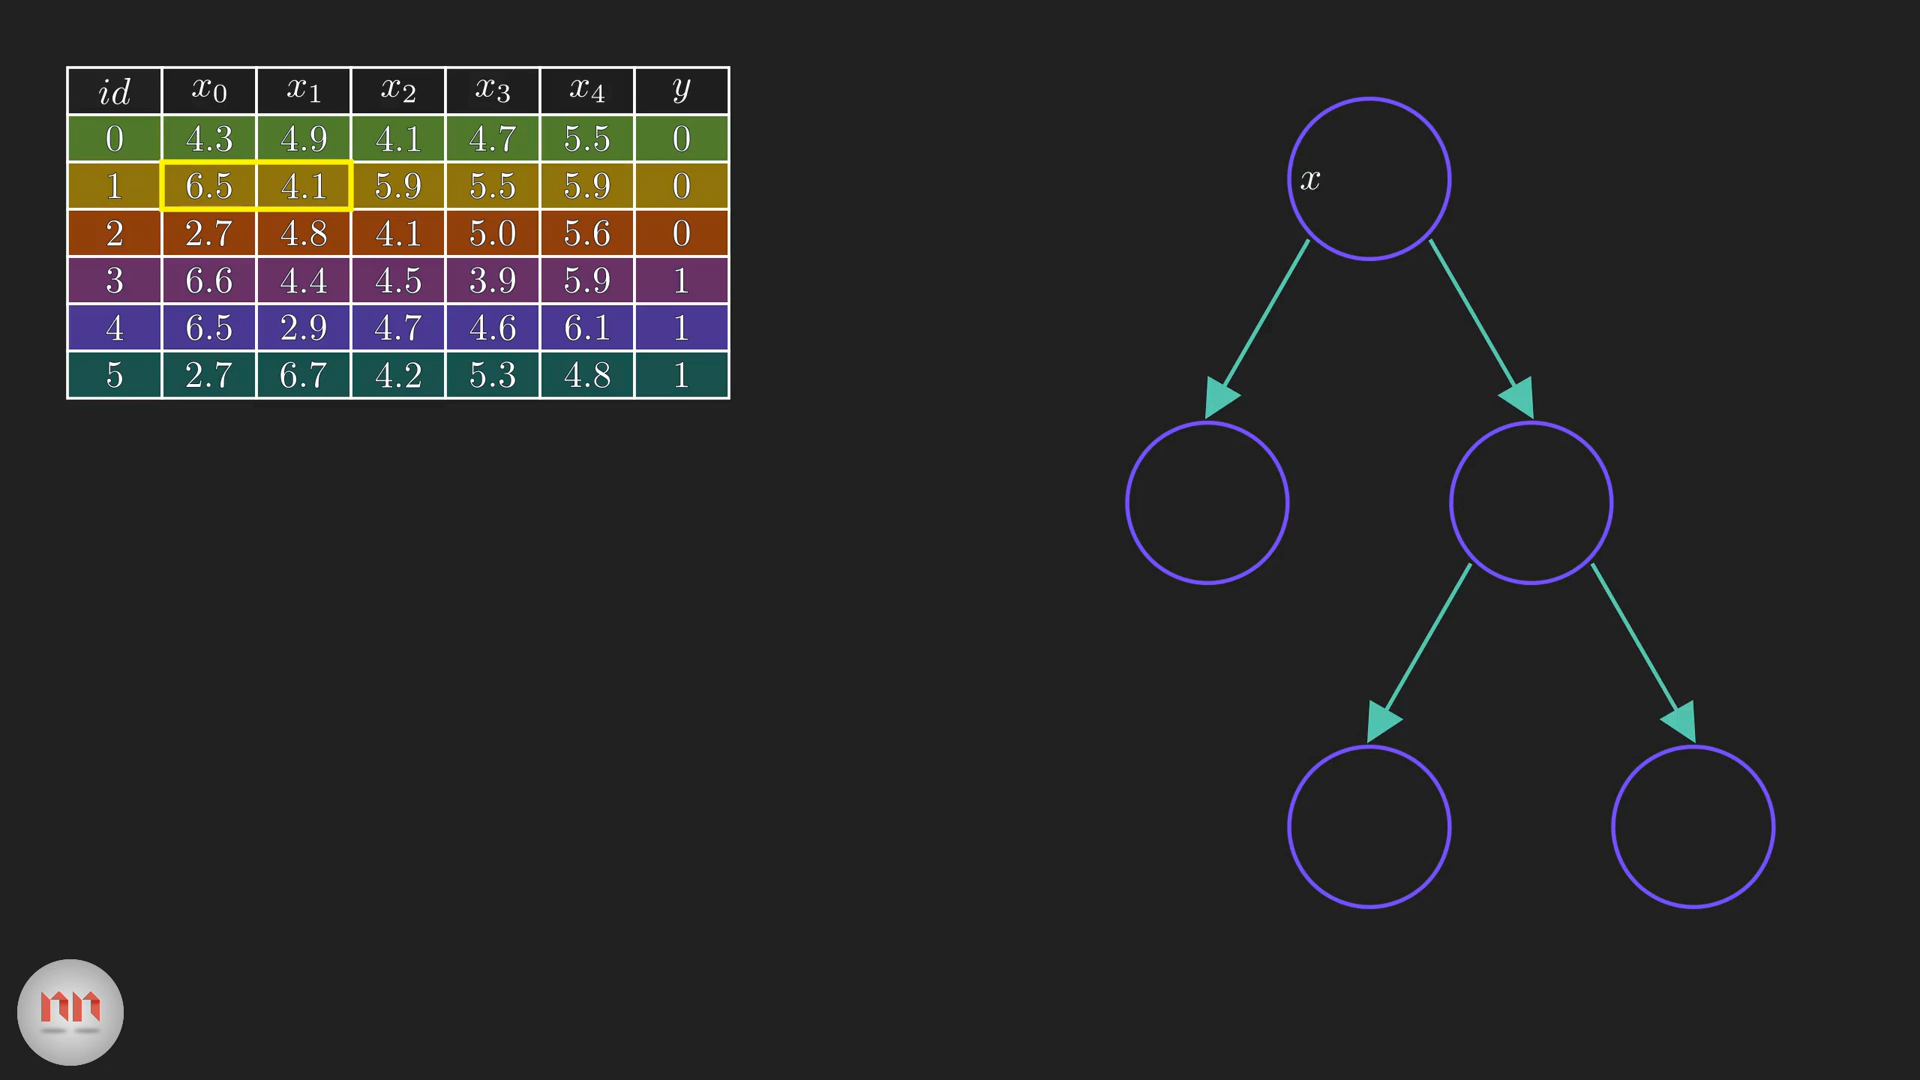 id x₀ x₁ x₂ x₃ x₄ y
0 4.3 4.9 4.1 4.7 5.5 0
1 6.5 4.1 5.9 5.5 5.9 0
2 2.7 4.8 4.1 5.0 5.6 0
3 6.6 4.4 4.5 3.9 5.9 1
4 6.5 2.9 4.7 4.6 6.1 1
5 2.7 6.7 4.2 5.3 4.8 1
x
nn